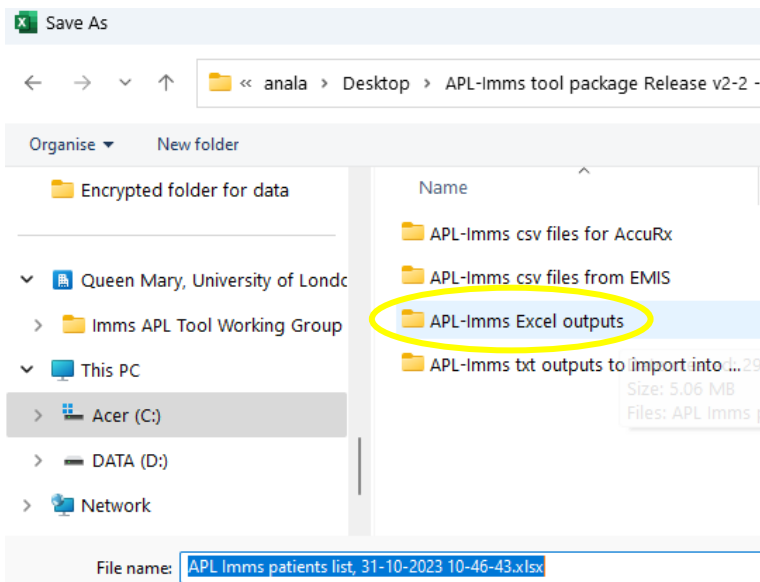 Save As
« anala > Desktop > APL-Imms tool package Release v2-2 -
Organise New folder
Encrypted folder for data
Queen Mary, University of Londc
Imms APL Tool Working Group
This PC
Acer (C:)
DATA (D:)
Network
Name
APL-Imms csv files for AccuRx
APL-Imms csv files from EMIS
APL-Imms Excel outputs
APL-Imms txt outputs to import into ...
Size: 5.06 MB
Files: APL Imms p
File name: APL Imms patients list, 31-10-2023 10-46-43.xlsx